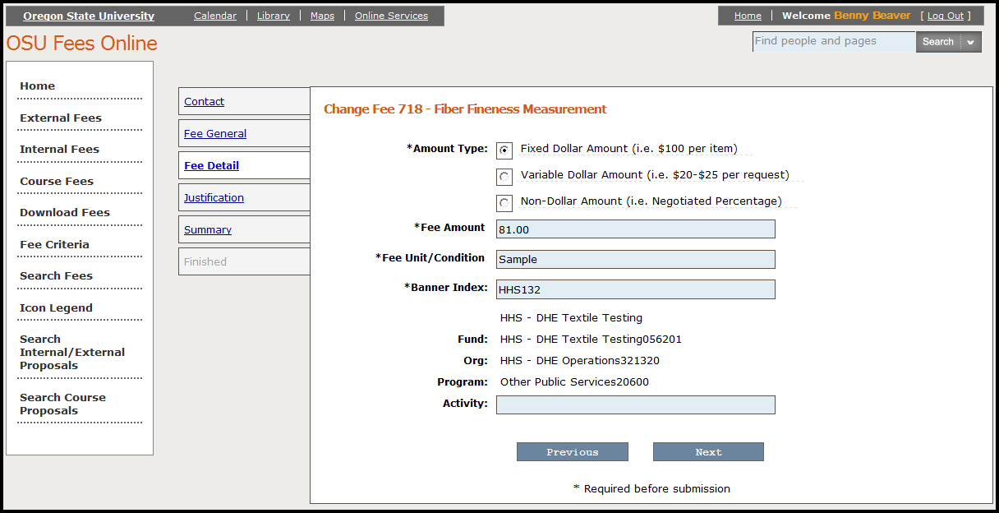 Oregon State University Calendar Library Maps Online Services
Home Welcome Benny Beaver [ Log Out ]
OSU Fees Online
Find people and pages Search
Home
External Fees
Internal Fees
Course Fees
Download Fees
Fee Criteria
Search Fees
Icon Legend
Search
Internal/External
Proposals
Search Course
Proposals
Contact
Fee General
Fee Detail
Justification
Summary
Finished
Change Fee 718 - Fiber Fineness Measurement
*Amount Type: Fixed Dollar Amount (i.e. $100 per item)
Variable Dollar Amount (i.e. $20-$25 per request)
Non-Dollar Amount (i.e. Negotiated Percentage)
*Fee Amount 81.00
*Fee Unit/Condition Sample
*Banner Index: HHS132
HHS - DHE Textile Testing
Fund: HHS - DHE Textile Testing056201
Org: HHS - DHE Operations321320
Program: Other Public Services20600
Activity:
Previous Next
* Required before submission